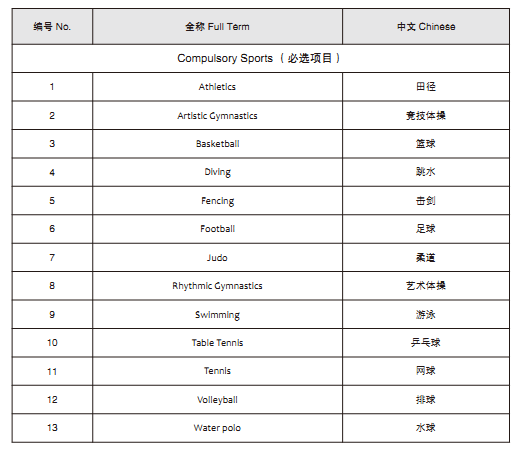 编号 No. 全称 Full Term 中文 Chinese
Compulsory Sports （必选项目）
1 Athletics 田径
2 Artistic Gymnastics 竞技体操
3 Basketball 篮球
4 Diving 跳水
5 Fencing 击剑
6 Football 足球
7 Judo 柔道
8 Rhythmic Gymnastics 艺术体操
9 Swimming 游泳
10 Table Tennis 乒乓球
11 Tennis 网球
12 Volleyball 排球
13 Water polo 水球